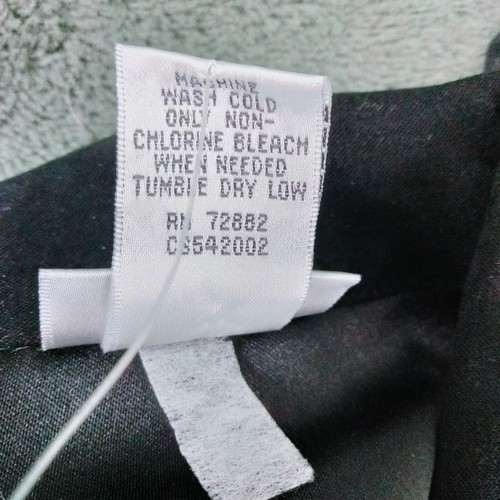 MACHINE
WASH COLD
ONLY NON-
CHLORINE BLEACH
WHEN NEEDED
TUMBLE DRY LOW
RN 72882
CS542002